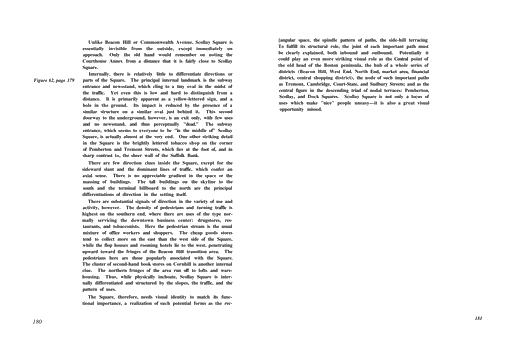 Unlike Beacon Hill or Commonwealth Avenue, Scollay Square is
essentially invisible from the outside, except immediately on
approach. Only the old hand would remember on noting the
Courthouse Annex from a distance that it is fairly close to Scollay
Square.
Internally, there is relatively little to differentiate directions or
Figure 62, page 179
parts of the Square. The principal internal landmark is the subway
entrance and newsstand, which cling to a tiny oval in the midst of
the traffic. Yet even this is low and hard to distinguish from a
distance. It is primarily apparent as a yellow-lettered sign, and a
hole in the ground. Its impact is reduced by the presence of a
similar structure on a similar oval just behind it. This second
doorway to the underground, however, is an exit only, with few uses
and no newsstand, and thus perceptually "dead." The subway
entrance, which seems to everyone to be "in the middle of" Scollay
Square, is actually almost at the very end. One other striking detail
in the Square is the brightly lettered tobacco shop on the corner
of Pemberton and Tremont Streets, which lies at the foot of, and in
sharp contrast to, the sheer wall of the Suffolk Bank.
There are few direction clues inside the Square, except for the
sideward slant and the dominant lines of traffic, which confer an
axial sense. There is no appreciable gradient in the space or the
massing of buildings. The tall buildings on the skyline to the
south and the terminal billboard to the north are the principal
differentiations of direction in the setting itself.
There are substantial signals of direction in the variety of use and
activity, however. The density of pedestrians and turning traffic is
highest on the southern end, where there are uses of the type nor-
mally servicing the downtown business center: drugstores, res-
taurants, and tobacconists. Here the pedestrian stream is the usual
mixture of office workers and shoppers. The cheap goods stores
tend to collect more on the east than the west side of the Square,
while the flop houses and rooming hotels lie to the west, penetrating
upward toward the fringes of the Beacon Hill transition area. The
pedestrians here are those popularly associated with the Square.
The cluster of second-hand book stores on Cornhill is another internal
clue. The northern fringes of the area run off to lofts and ware-
housing. Thus, while physically inchoate, Scollay Square is inter-
nally differentiated and structured by the slopes, the traffic, and the
pattern of uses.
The Square, therefore, needs visual identity to match its func-
tional importance, a realization of such potential forms as the rec-
180
tangular space, the spindle pattern of paths, the side-hill terracing
To fulfill its structural role, the joint of each important path must
be clearly explained, both inbound and outbound. Potentially it
could play an even more striking visual role as the central point of
the old head of the Boston peninsula, the hub of a whole series of
districts (Beacon Hill, West End, North End, market area, financial
district, central shopping district), the node of such important paths
as Tremont, Cambridge, Court-State, and Sudbury Streets; and as the
central figure in the descending triad of nodal terraces: Pemberton,
Scollay, and Dock Squares. Scollay Square is not only a locus of
uses which make "nice" people uneasy—it is also a great visual
opportunity missed.
181